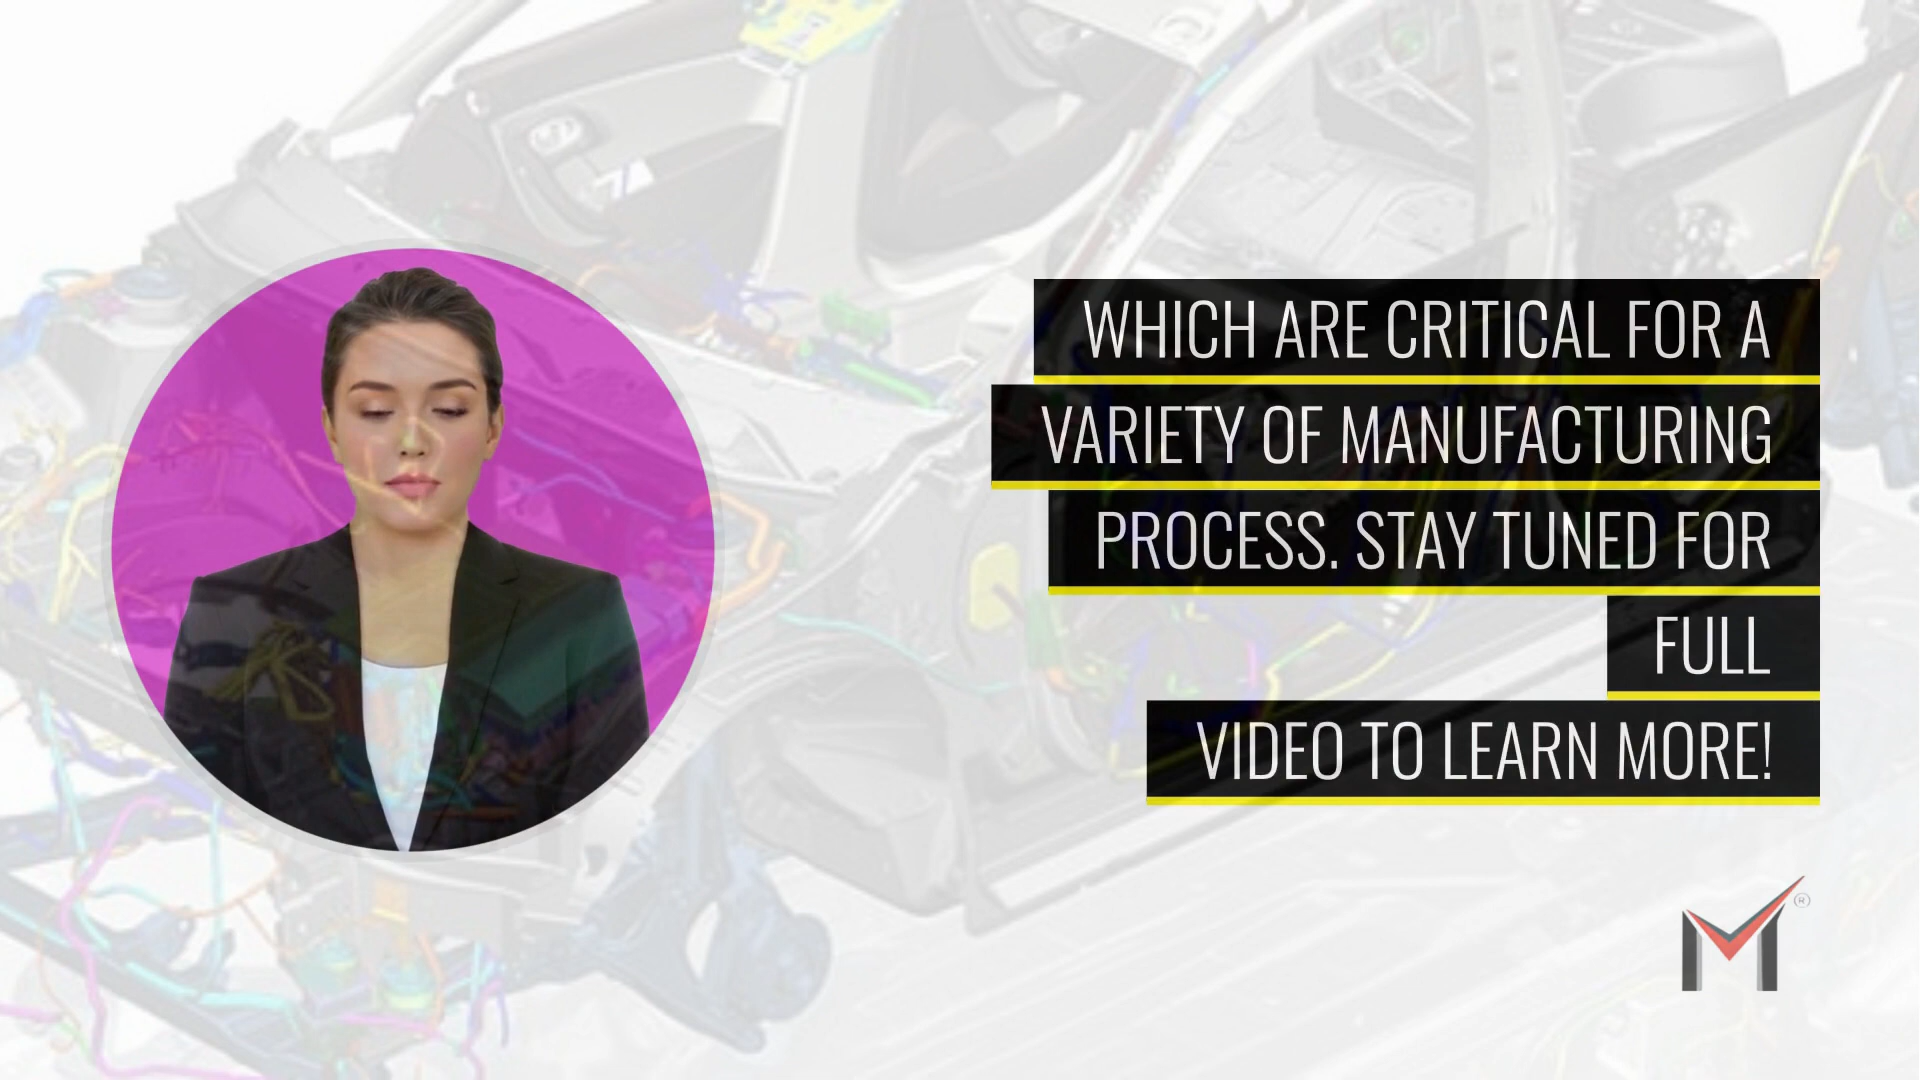 WHICH ARE CRITICAL FOR A
VARIETY OF MANUFACTURING
PROCESS. STAY TUNED FOR
FULL
VIDEO TO LEARN MORE!
M®